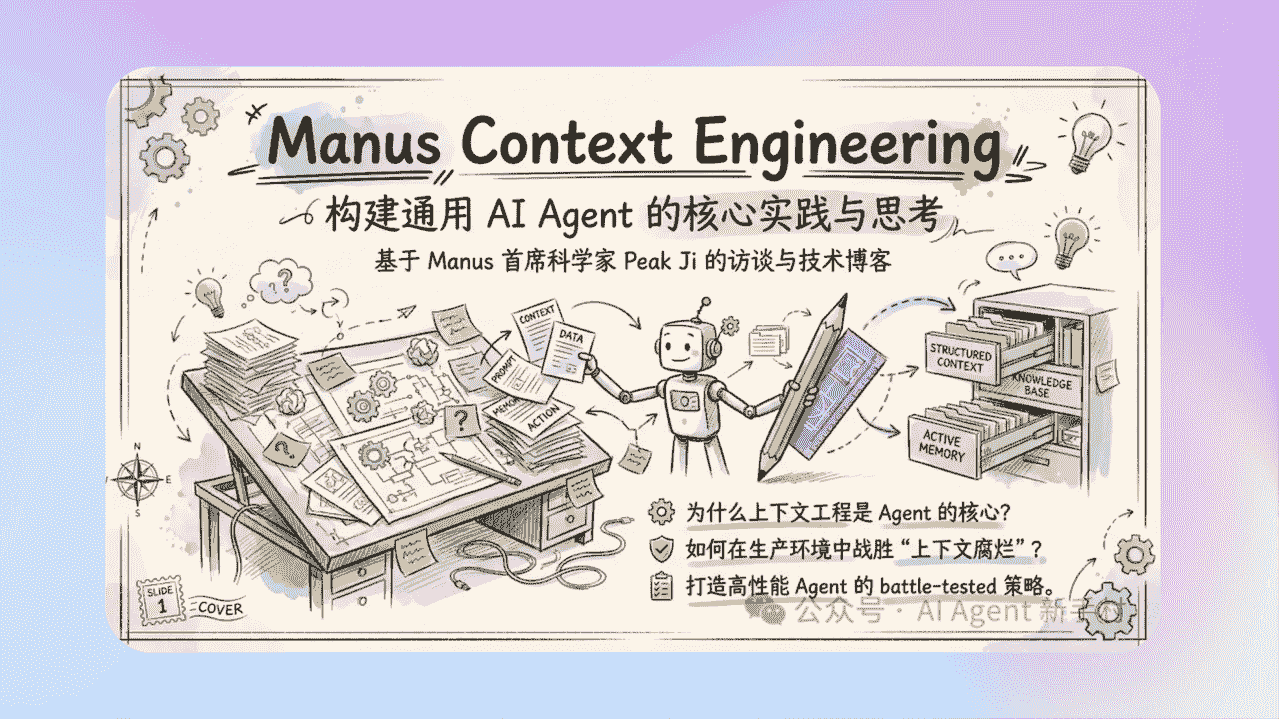 Manus Context Engineering
构建通用 AI Agent 的核心实践与思考
基于 Manus 首席科学家 Peak Ji 的访谈与技术博客
CONTEXT
DATA
PROMPT
ACTION
?
? ?
STRUCTURED
CONTEXT
KNOWLEDGE
BASE
ACTIVE
MEMORY
N
E
S
为什么上下文工程是 Agent 的核心?
如何在生产环境中战胜 “上下文腐烂” ?
打造高性能 Agent 的 battle-tested 策略。
SLIDE
1
COVER
公众号 · AI Agent 新